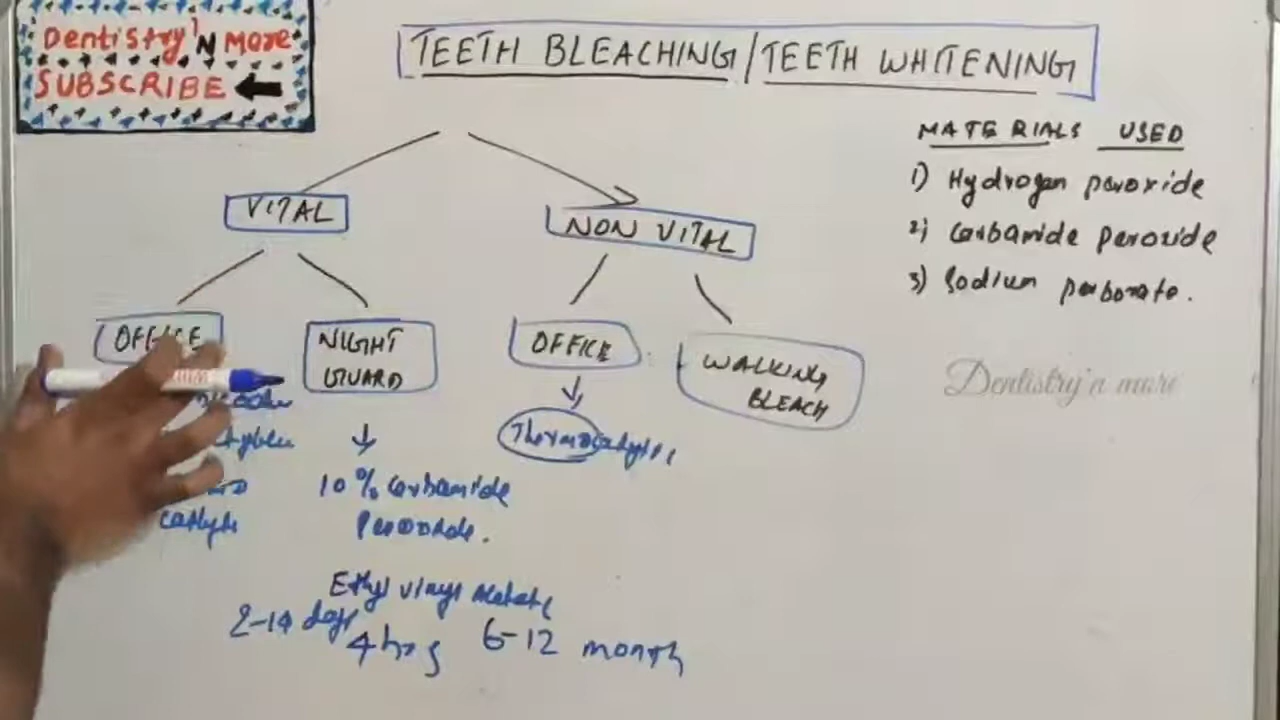 Dentistry'N More
SUBSCRIBE
TEETH BLEACHING/TEETH WHITENING
MATERIALS USED
1) Hydrogen peroxide
2) Carbamide peroxide
3) Sodium perborate.
VITAL
NON VITAL
OFFICE
NIGHT
GUARD
OFFICE
WALKING
BLEACH
Dentistry'n more
10% carbamide
peroxide.
Ethyl vinyl acetate
2-14 days
4 hrs
6-12 month